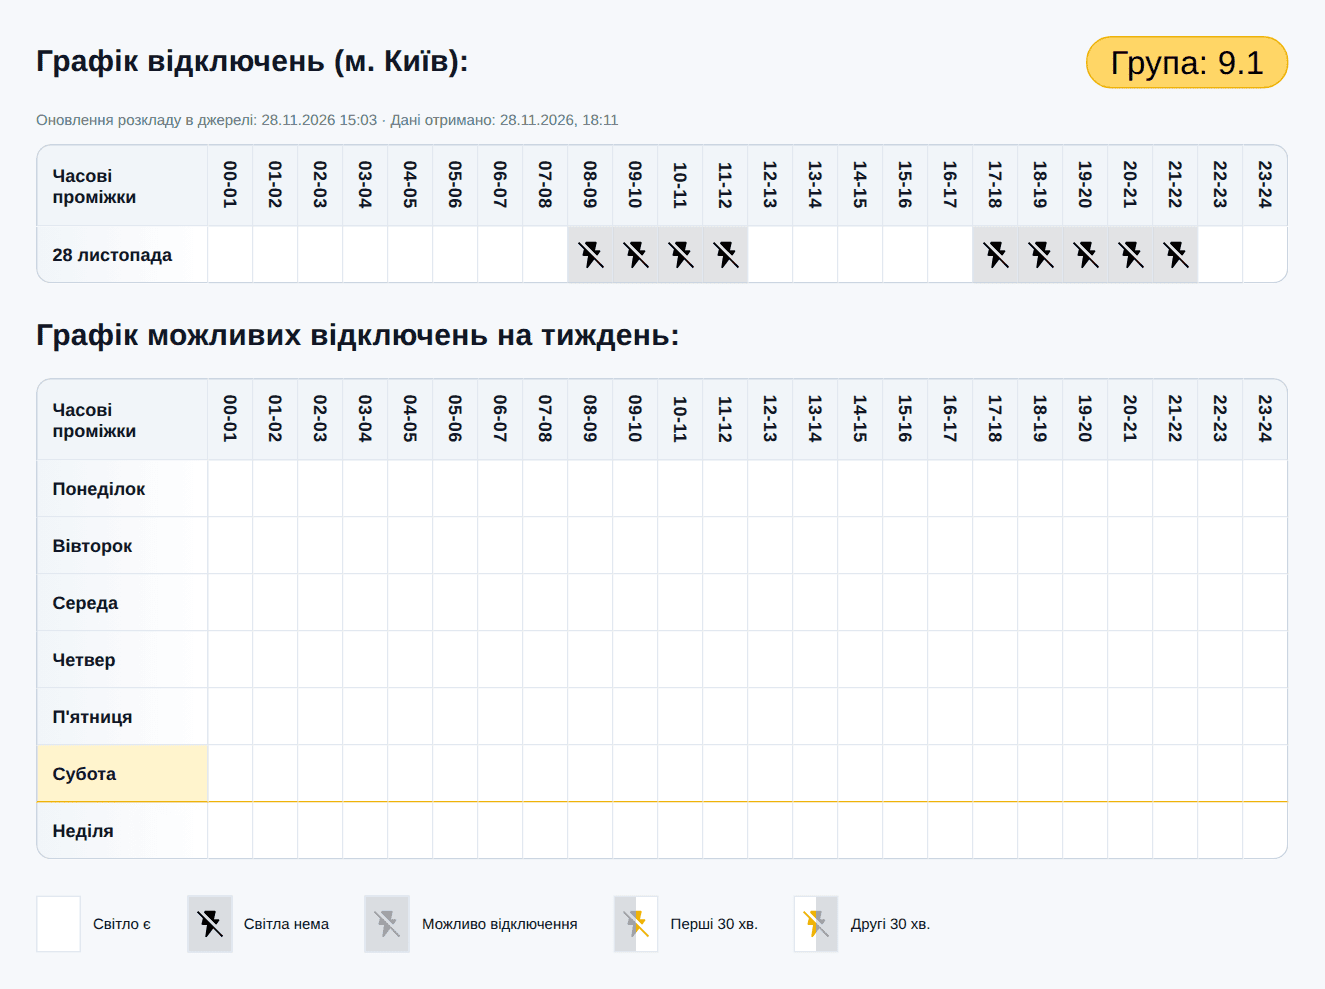 Графік відключень (м. Київ):
Група: 9.1
Оновлення розкладу в джерелі: 28.11.2026 15:03 · Дані отримано: 28.11.2026, 18:11
Часові проміжки 00-01 01-02 02-03 03-04 04-05 05-06 06-07 07-08 08-09 09-10 10-11 11-12 12-13 13-14 14-15 15-16 16-17 17-18 18-19 19-20 20-21 21-22 22-23 23-24
28 листопада
Графік можливих відключень на тиждень:
Часові проміжки 00-01 01-02 02-03 03-04 04-05 05-06 06-07 07-08 08-09 09-10 10-11 11-12 12-13 13-14 14-15 15-16 16-17 17-18 18-19 19-20 20-21 21-22 22-23 23-24
Понеділок
Вівторок
Середа
Четвер
П'ятниця
Субота
Неділя
Світло є Світла нема Можливо відключення Перші 30 хв. Другі 30 хв.